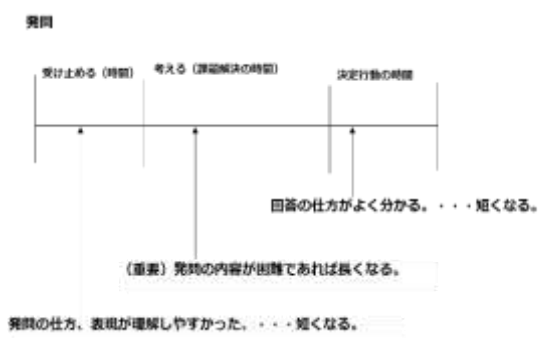 発問
受け止める（時間）
考える（課題解決の時間）
決定行動の時間
回答の仕方がよく分かる。・・・短くなる。
（重要）発問の内容が困難であれば長くなる。
発問の仕方、表現が理解しやすかった、・・・短くなる。